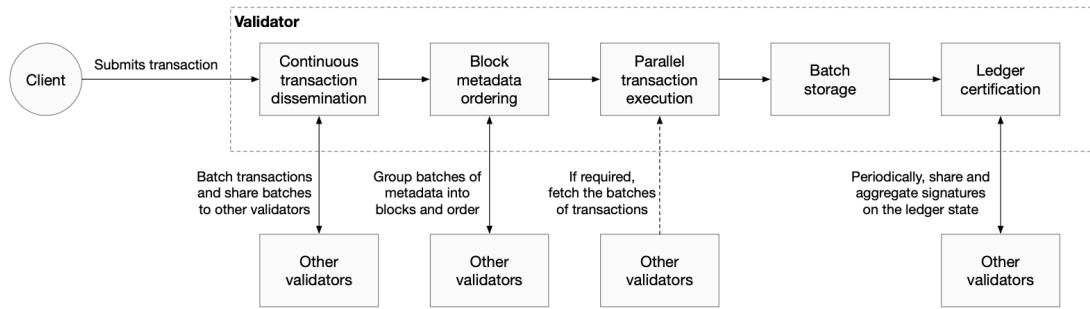 Validator
Client
Submits transaction
Continuous
transaction
dissemination
Block
metadata
ordering
Parallel
transaction
execution
Batch
storage
Ledger
certification
Batch transactions
and share batches
to other validators
Group batches of
metadata into
blocks and order
If required,
fetch the batches
of transactions
Periodically, share and
aggregate signatures
on the ledger state
Other
validators
Other
validators
Other
validators
Other
validators